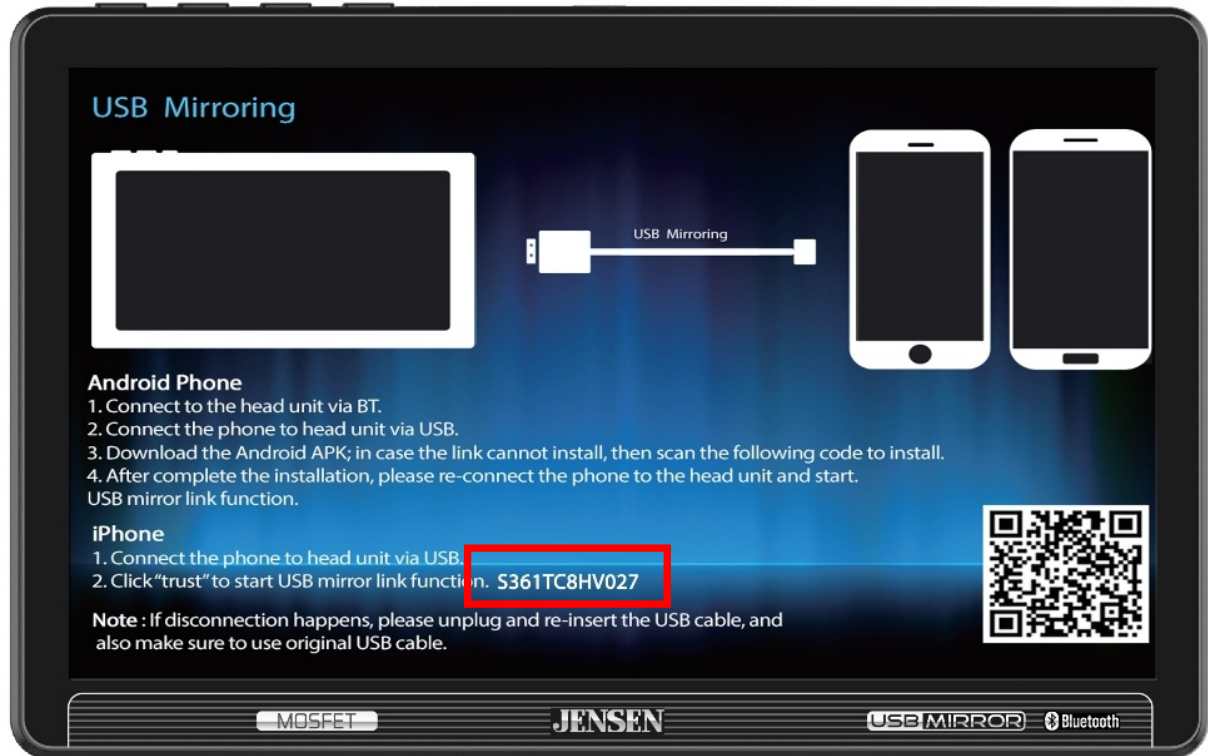 USB Mirroring
USB Mirroring
Android Phone
1. Connect to the head unit via BT.
2. Connect the phone to head unit via USB.
3. Download the Android APK; in case the link cannot install, then scan the following code to install.
4. After complete the installation, please re-connect the phone to the head unit and start.
USB mirror link function.
iPhone
1. Connect the phone to head unit via USB.
2. Click “trust” to start USB mirror link function. S361TC8HV027
Note : If disconnection happens, please unplug and re-insert the USB cable, and
also make sure to use original USB cable.
MOSFET JENSEN USB MIRROR Bluetooth